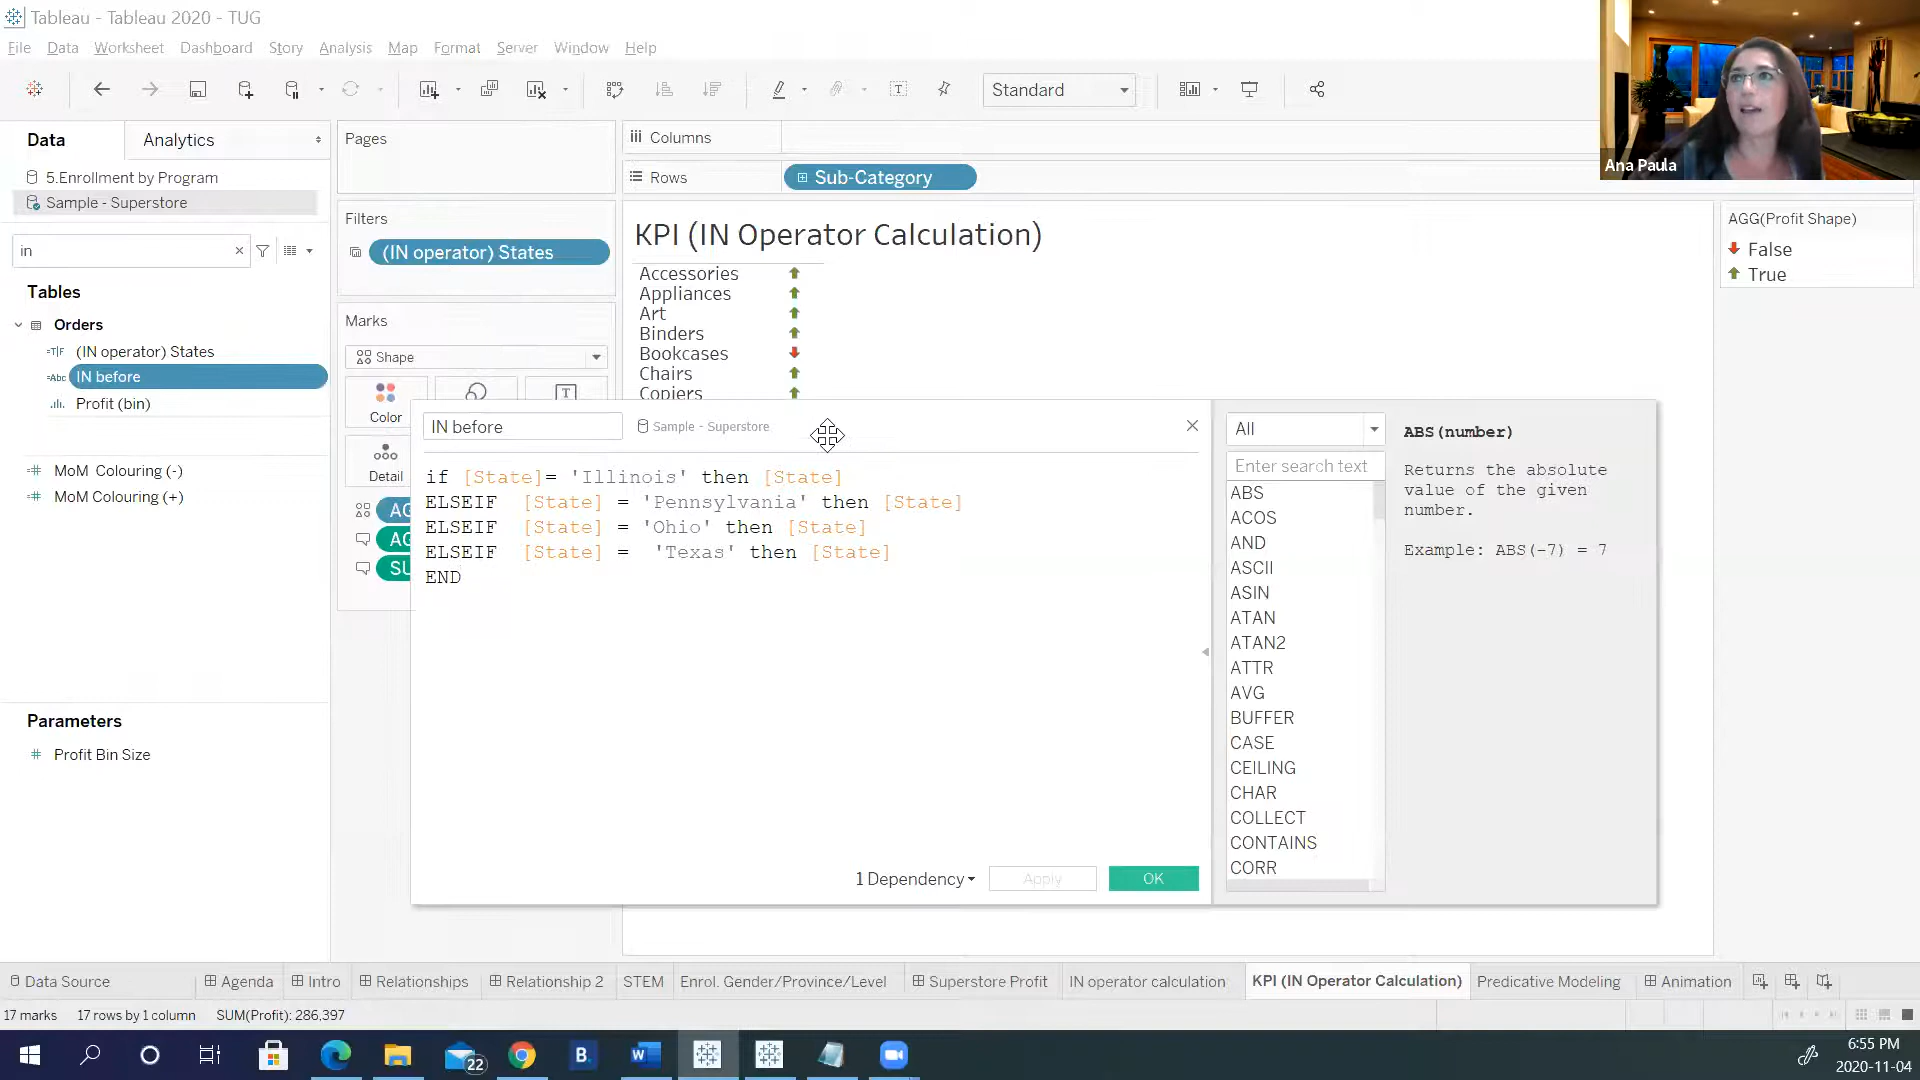 Tableau - Tableau 2020 - TUG
File Data Worksheet Dashboard Story Analysis Map Format Server Window Help
Standard
Data
Analytics
5.Enrollment by Program
Sample - Superstore
in
Tables
Orders
(IN operator) States
IN before
Profit (bin)
MoM Colouring (-)
MoM Colouring (+)
Parameters
Profit Bin Size
Pages
Filters
(IN operator) States
Marks
Shape
Color
Detail
AG
AG
SU
Columns
Rows
Sub-Category
KPI (IN Operator Calculation)
Accessories
Appliances
Art
Binders
Bookcases
Chairs
Copiers
AGG(Profit Shape)
False
True
Ana Paula
IN before
Sample - Superstore
if [State]= 'Illinois' then [State]
ELSEIF [State] = 'Pennsylvania' then [State]
ELSEIF [State] = 'Ohio' then [State]
ELSEIF [State] = 'Texas' then [State]
END
1 Dependency
Apply
OK
All
Enter search text
ABS
ACOS
AND
ASCII
ASIN
ATAN
ATAN2
ATTR
AVG
BUFFER
CASE
CEILING
CHAR
COLLECT
CONTAINS
CORR
ABS(number)
Returns the absolute
value of the given
number.
Example: ABS(-7) = 7
Data Source Agenda Intro Relationships Relationship 2 STEM Enrol. Gender/Province/Level Superstore Profit IN operator calculation KPI (IN Operator Calculation) Predicative Modeling Animation
17 marks 17 rows by 1 column SUM(Profit): 286,397
22
B.
W
6:55 PM
2020-11-04